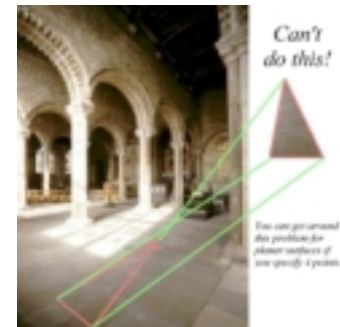 Can't
do this!
You can get around
this problem for
planar surfaces if
you specify 4 points